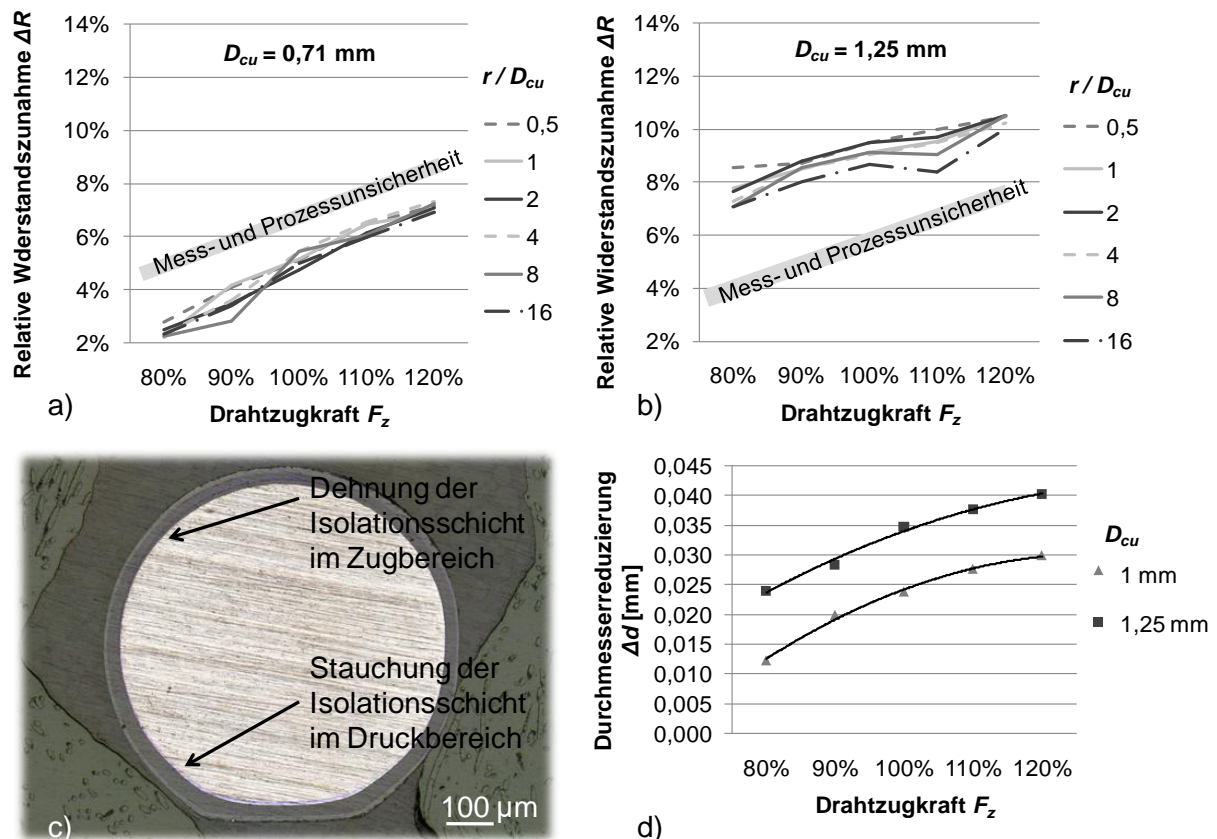 Relative Wderstandszunahme ΔR
14%
12%
10%
8%
6%
4%
2%
D_cu = 0,71 mm
Mess- und Prozessunsicherheit
80% 90% 100% 110% 120%
Drahtzugkraft F_z
r / D_cu
0,5
1
2
4
8
16
a)
Relative Widerstandszunahme ΔR
14%
12%
10%
8%
6%
4%
2%
D_cu = 1,25 mm
Mess- und Prozessunsicherheit
80% 90% 100% 110% 120%
Drahtzugkraft F_z
r / D_cu
0,5
1
2
4
8
16
b)
Dehnung der
Isolationsschicht
im Zugbereich
Stauchung der
Isolationsschicht
im Druckbereich
100 µm
c)
Durchmesserreduzierung
Δd [mm]
0,045
0,040
0,035
0,030
0,025
0,020
0,015
0,010
0,005
0,000
80% 90% 100% 110% 120%
Drahtzugkraft F_z
D_cu
1 mm
1,25 mm
d)